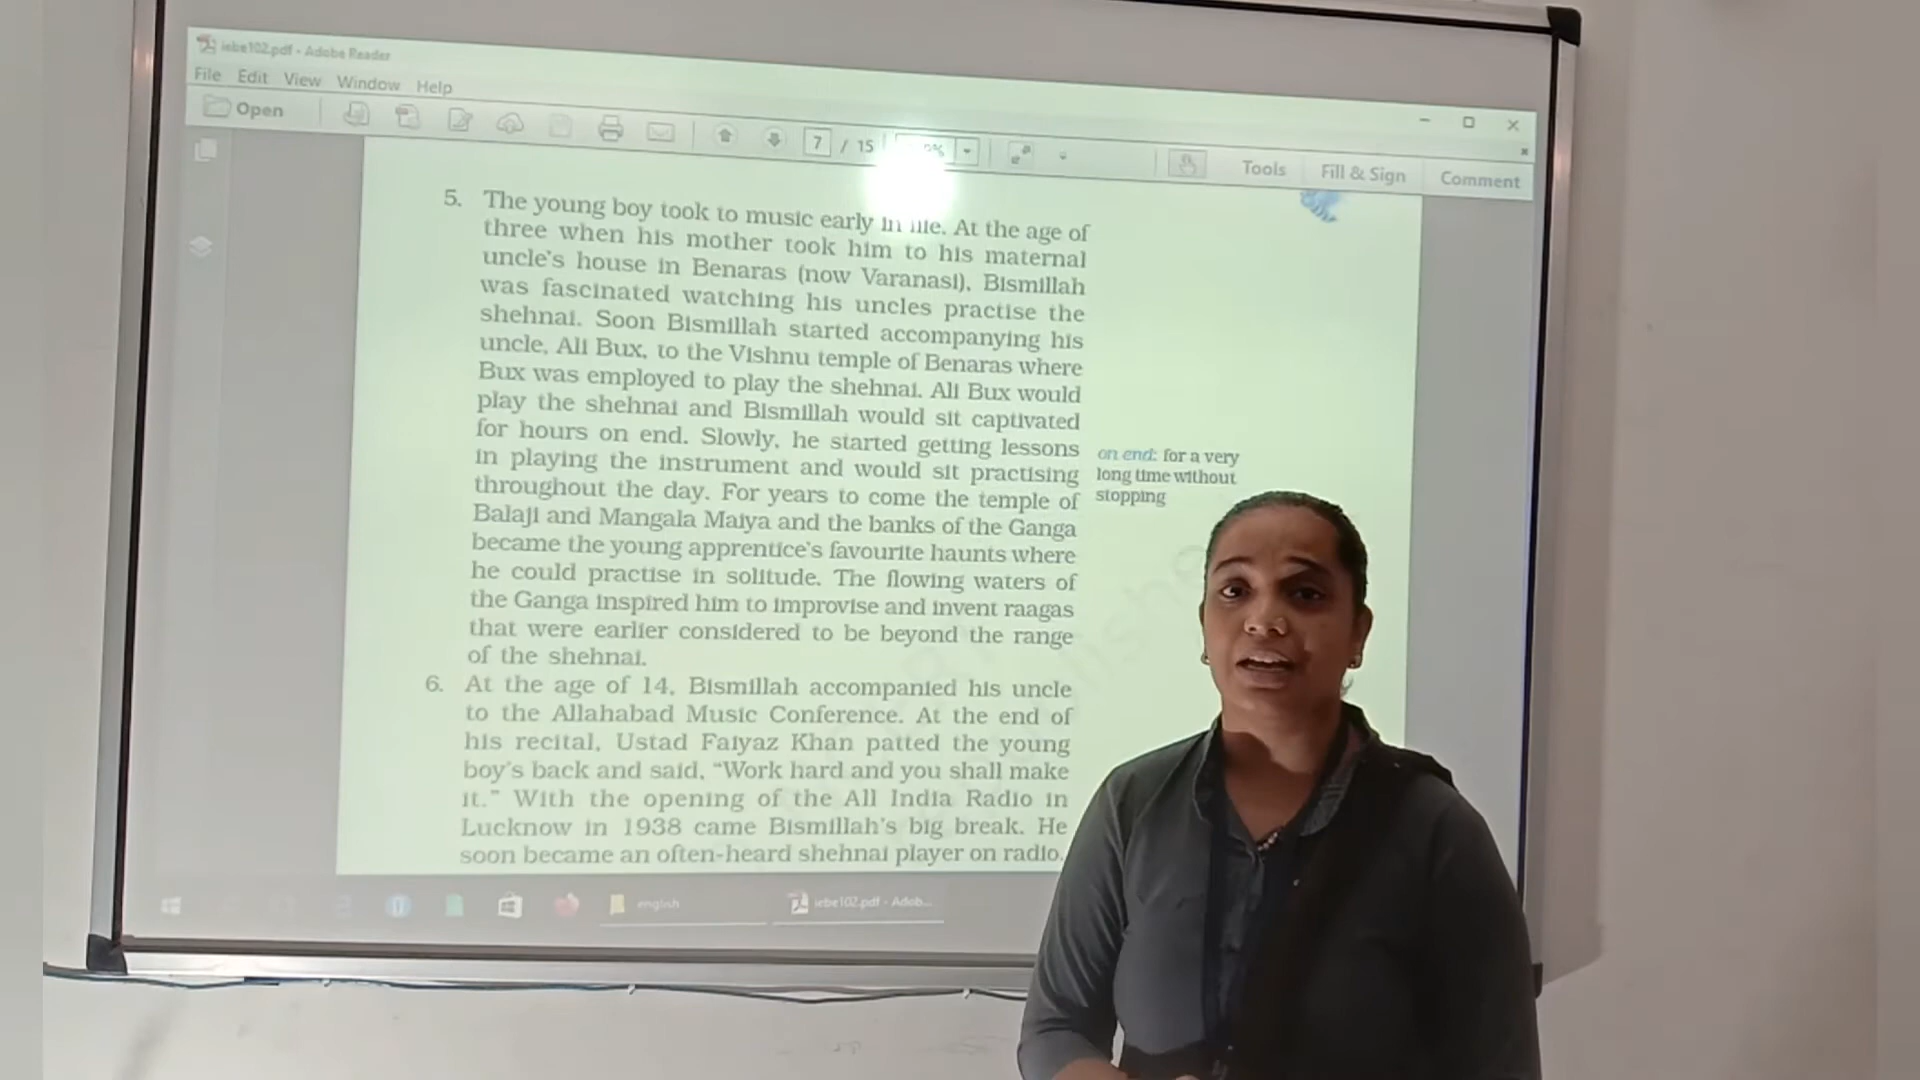 iebe102.pdf - Adobe Reader
File Edit View Window Help
Open
7 / 15
Tools Fill & Sign Comment
5. The young boy took to music early in life. At the age of
three when his mother took him to his maternal
uncle's house in Benaras (now Varanasi), Bismillah
was fascinated watching his uncles practise the
shehnai. Soon Bismillah started accompanying his
uncle, Ali Bux, to the Vishnu temple of Benaras where
Bux was employed to play the shehnai. Ali Bux would
play the shehnai and Bismillah would sit captivated
for hours on end. Slowly, he started getting lessons
in playing the instrument and would sit practising
throughout the day. For years to come the temple of
Balaji and Mangala Maiya and the banks of the Ganga
became the young apprentice's favourite haunts where
he could practise in solitude. The flowing waters of
the Ganga inspired him to improvise and invent raagas
that were earlier considered to be beyond the range
of the shehnai.
on end: for a very
long time without
stopping
6. At the age of 14, Bismillah accompanied his uncle
to the Allahabad Music Conference. At the end of
his recital, Ustad Faiyaz Khan patted the young
boy's back and said, “Work hard and you shall make
it.” With the opening of the All India Radio in
Lucknow in 1938 came Bismillah's big break. He
soon became an often-heard shehnai player on radio.
english
iebe102.pdf - Adob...